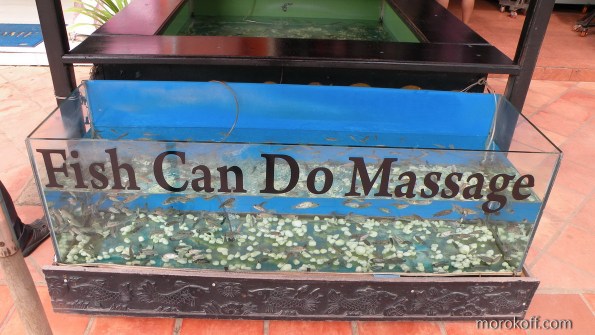 Fish Can Do Massage
morokoff.com